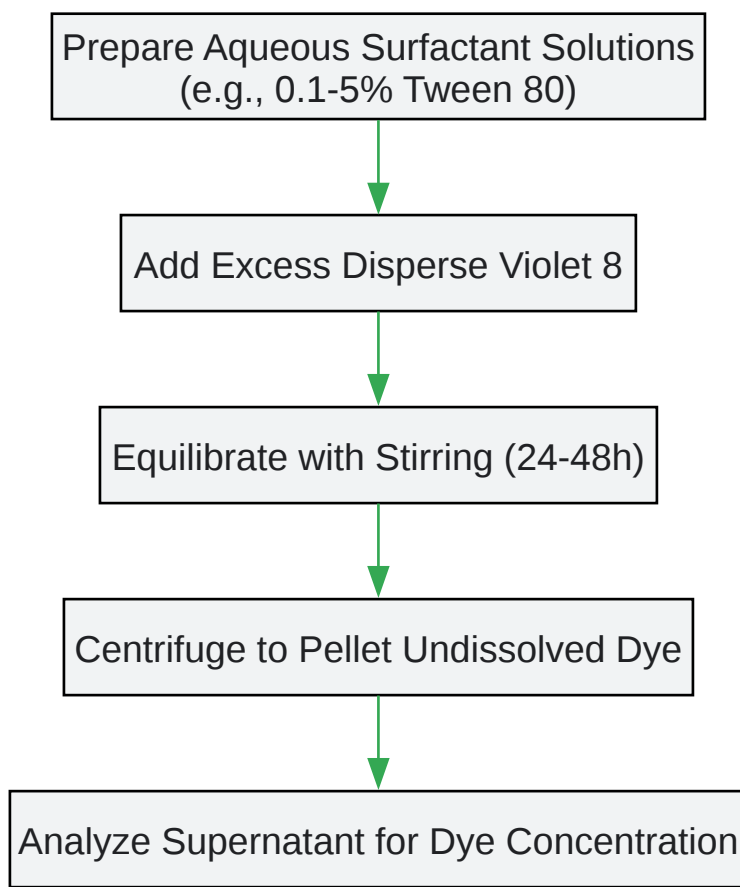 Prepare Aqueous Surfactant Solutions
(e.g., 0.1-5% Tween 80)
Add Excess Disperse Violet 8
Equilibrate with Stirring (24-48h)
Centrifuge to Pellet Undissolved Dye
Analyze Supernatant for Dye Concentration